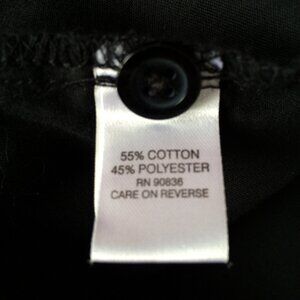 55% COTTON
45% POLYESTER
RN 90836
CARE ON REVERSE